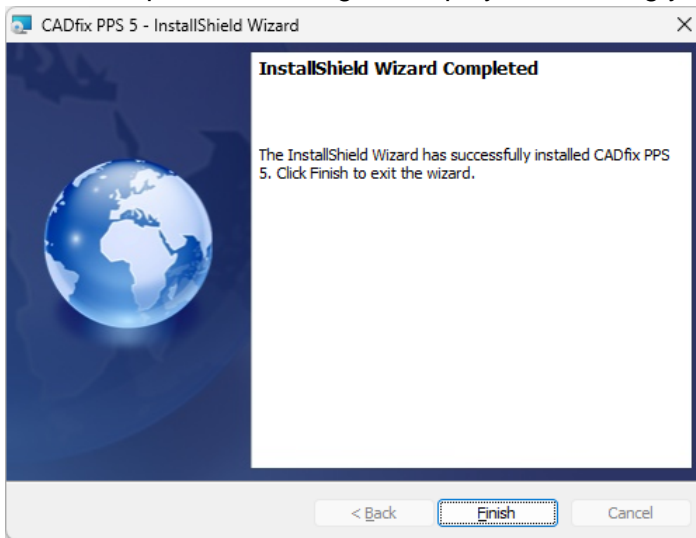 CADfix PPS 5 - InstallShield Wizard
InstallShield Wizard Completed
The InstallShield Wizard has successfully installed CADfix PPS
5. Click Finish to exit the wizard.
< Back
Finish
Cancel